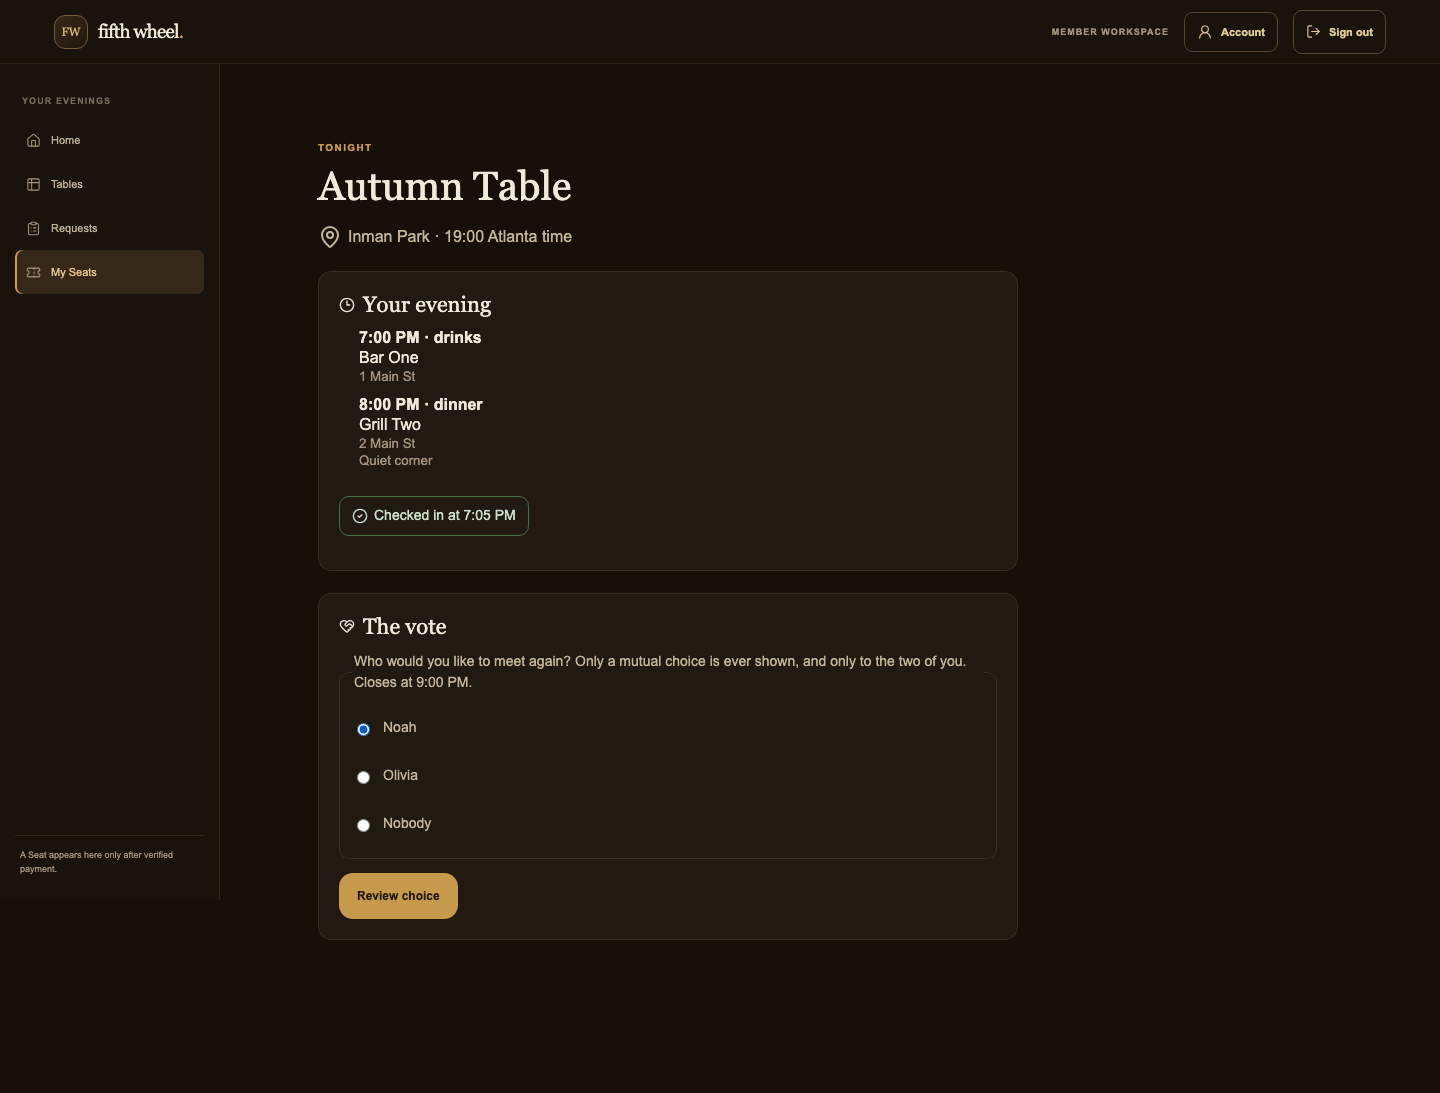 FW
fifth wheel.
MEMBER WORKSPACE
Account
Sign out
YOUR EVENINGS
Home
Tables
Requests
My Seats
A Seat appears here only after verified
payment.
TONIGHT
Autumn Table
Inman Park · 19:00 Atlanta time
Your evening
7:00 PM · drinks
Bar One
1 Main St
8:00 PM · dinner
Grill Two
2 Main St
Quiet corner
Checked in at 7:05 PM
The vote
Who would you like to meet again? Only a mutual choice is ever shown, and only to the two of you.
Closes at 9:00 PM.
Noah
Olivia
Nobody
Review choice